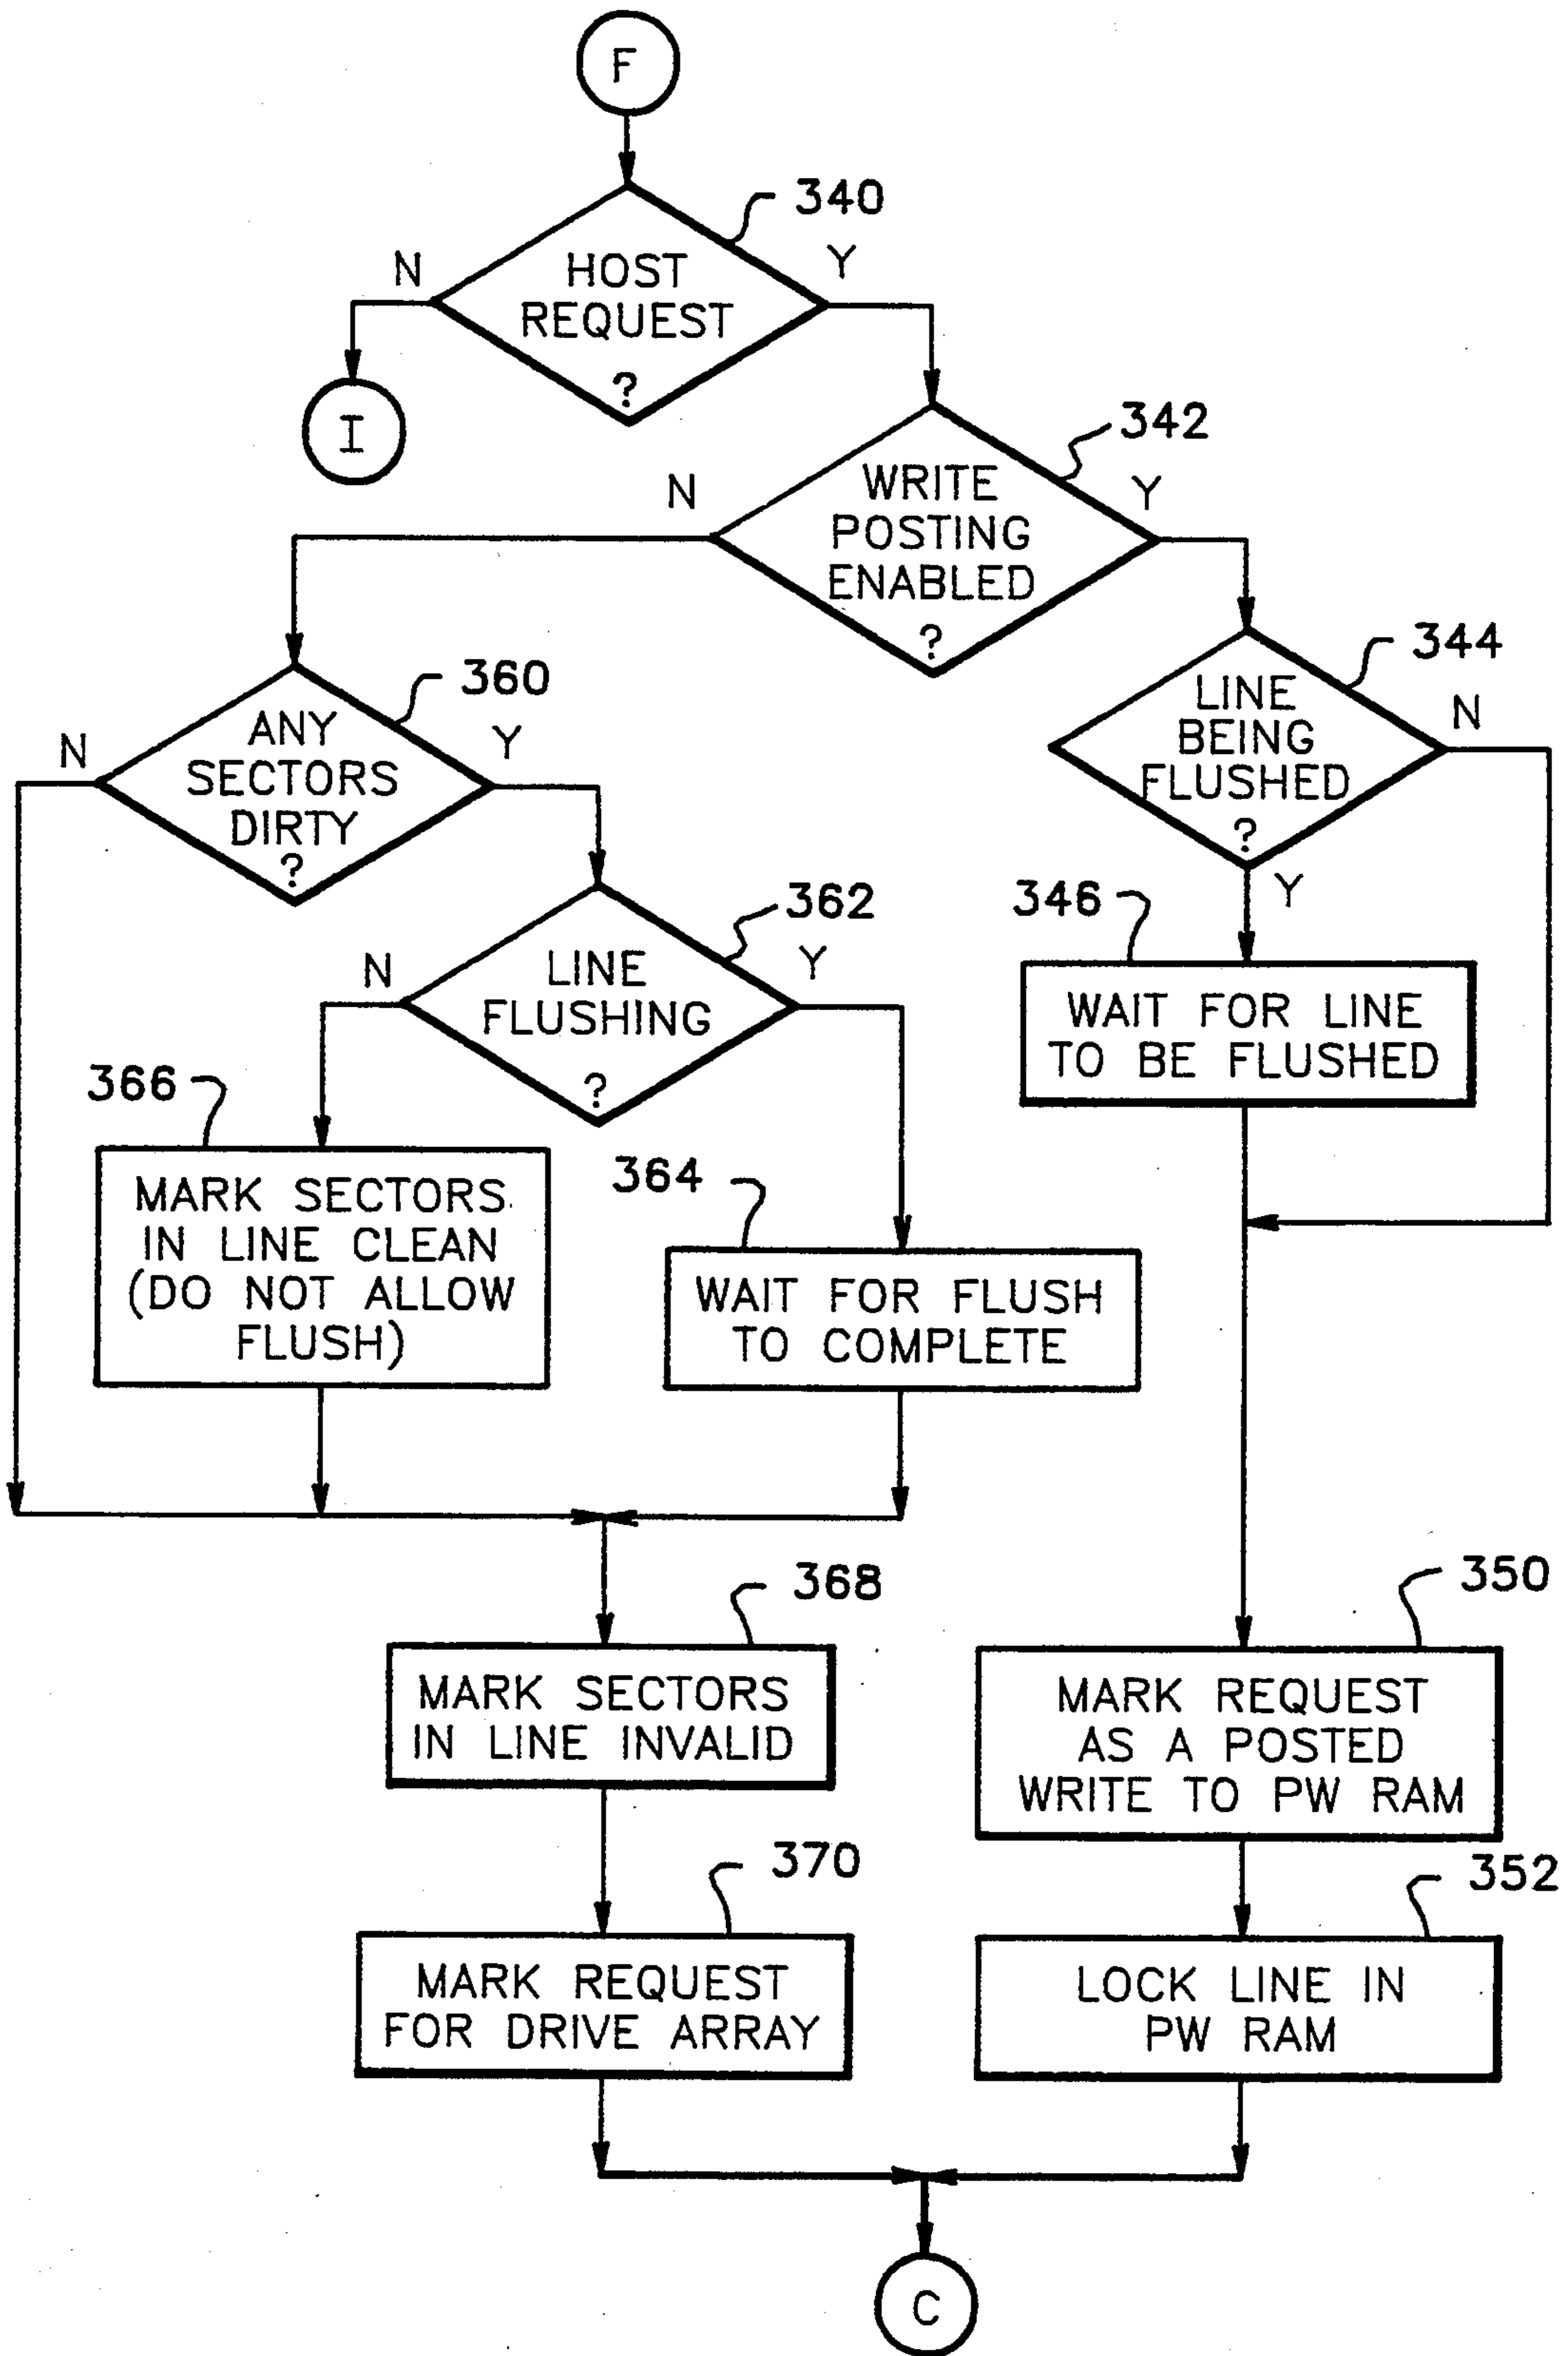 F
340
N
Y
HOST
REQUEST
?
I
342
N
Y
WRITE
POSTING
ENABLED
?
344
N
LINE
BEING
FLUSHED
?
Y
360
N
Y
ANY
SECTORS
DIRTY
?
362
N
Y
LINE
FLUSHING
?
346
WAIT FOR LINE
TO BE FLUSHED
366
MARK SECTORS
IN LINE CLEAN
(DO NOT ALLOW
FLUSH)
364
WAIT FOR FLUSH
TO COMPLETE
368
MARK SECTORS
IN LINE INVALID
350
MARK REQUEST
AS A POSTED
WRITE TO PW RAM
370
MARK REQUEST
FOR DRIVE ARRAY
352
LOCK LINE IN
PW RAM
C